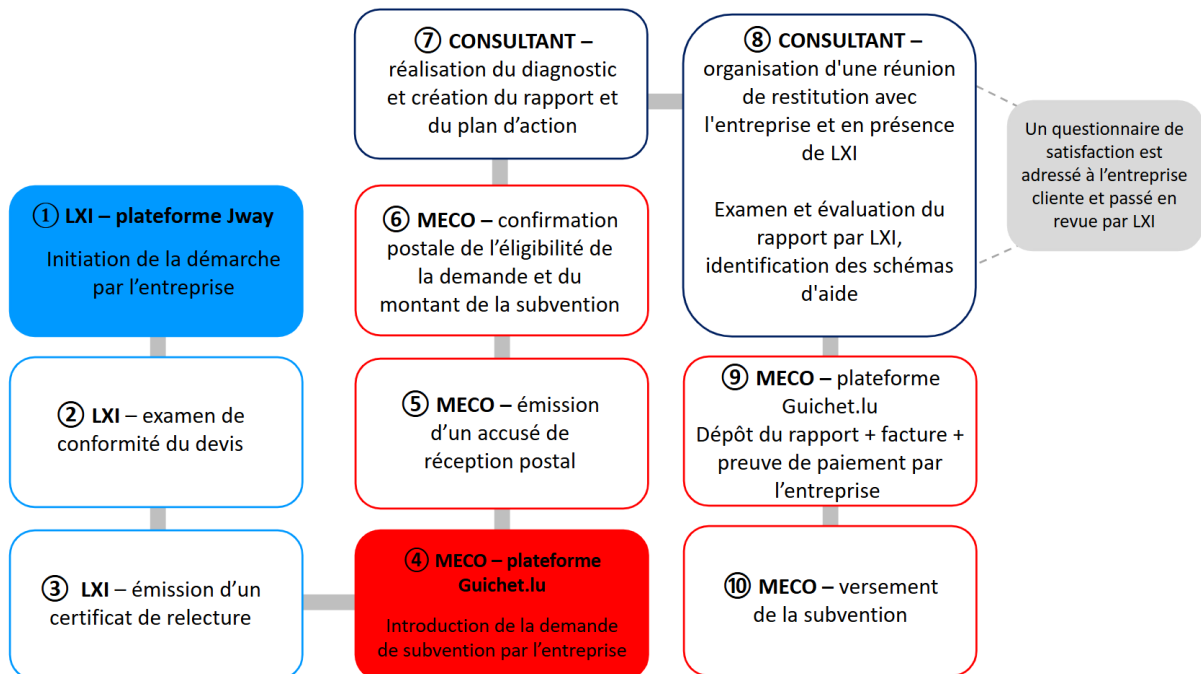 ① LXI – plateforme Jway
Initiation de la démarche
par l'entreprise
② LXI – examen de
conformité du devis
③ LXI – émission d'un
certificat de relecture
④ MECO – plateforme
Guichet.lu
Introduction de la demande
de subvention par l'entreprise
⑤ MECO – émission
d'un accusé de
réception postal
⑥ MECO – confirmation
postale de l'éligibilité de
la demande et du
montant de la subvention
⑦ CONSULTANT –
réalisation du diagnostic
et création du rapport et
du plan d'action
⑧ CONSULTANT –
organisation d'une réunion
de restitution avec
l'entreprise et en présence
de LXI
Examen et évaluation du
rapport par LXI,
identification des schémas
d'aide
Un questionnaire de
satisfaction est
adressé à l'entreprise
cliente et passé en
revue par LXI
⑨ MECO – plateforme
Guichet.lu
Dépôt du rapport + facture +
preuve de paiement par
l'entreprise
⑩ MECO – versement
de la subvention